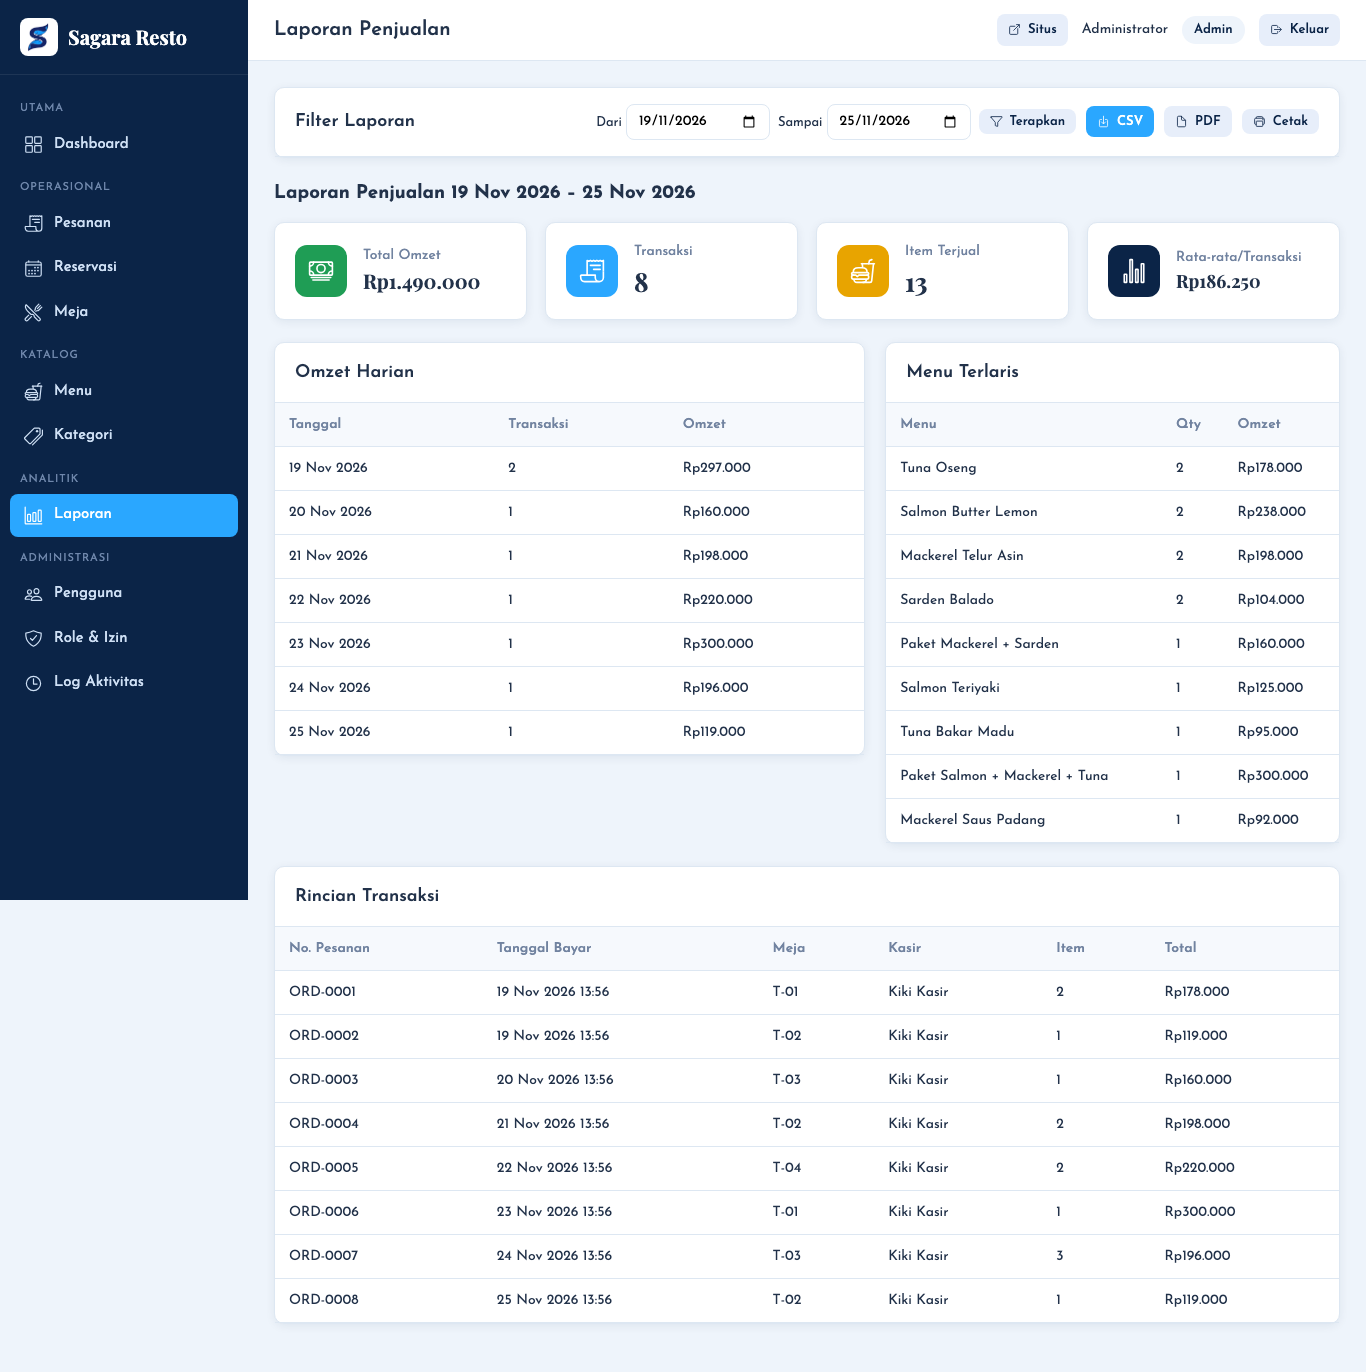 Sagara Resto
UTAMA
Dashboard
OPERASIONAL
Pesanan
Reservasi
Meja
KATALOG
Menu
Kategori
ANALITIK
Laporan
ADMINISTRASI
Pengguna
Role & Izin
Log Aktivitas
Laporan Penjualan
Situs Administrator Admin Keluar
Filter Laporan Dari 19/11/2026 Sampai 25/11/2026 Terapkan CSV PDF Cetak
Laporan Penjualan 19 Nov 2026 – 25 Nov 2026
Total Omzet
Rp1.490.000
Transaksi
8
Item Terjual
13
Rata-rata/Transaksi
Rp186.250
Omzet Harian
Tanggal Transaksi Omzet
19 Nov 2026 2 Rp297.000
20 Nov 2026 1 Rp160.000
21 Nov 2026 1 Rp198.000
22 Nov 2026 1 Rp220.000
23 Nov 2026 1 Rp300.000
24 Nov 2026 1 Rp196.000
25 Nov 2026 1 Rp119.000
Menu Terlaris
Menu Qty Omzet
Tuna Oseng 2 Rp178.000
Salmon Butter Lemon 2 Rp238.000
Mackerel Telur Asin 2 Rp198.000
Sarden Balado 2 Rp104.000
Paket Mackerel + Sarden 1 Rp160.000
Salmon Teriyaki 1 Rp125.000
Tuna Bakar Madu 1 Rp95.000
Paket Salmon + Mackerel + Tuna 1 Rp300.000
Mackerel Saus Padang 1 Rp92.000
Rincian Transaksi
No. Pesanan Tanggal Bayar Meja Kasir Item Total
ORD-0001 19 Nov 2026 13:56 T-01 Kiki Kasir 2 Rp178.000
ORD-0002 19 Nov 2026 13:56 T-02 Kiki Kasir 1 Rp119.000
ORD-0003 20 Nov 2026 13:56 T-03 Kiki Kasir 1 Rp160.000
ORD-0004 21 Nov 2026 13:56 T-02 Kiki Kasir 2 Rp198.000
ORD-0005 22 Nov 2026 13:56 T-04 Kiki Kasir 2 Rp220.000
ORD-0006 23 Nov 2026 13:56 T-01 Kiki Kasir 1 Rp300.000
ORD-0007 24 Nov 2026 13:56 T-03 Kiki Kasir 3 Rp196.000
ORD-0008 25 Nov 2026 13:56 T-02 Kiki Kasir 1 Rp119.000